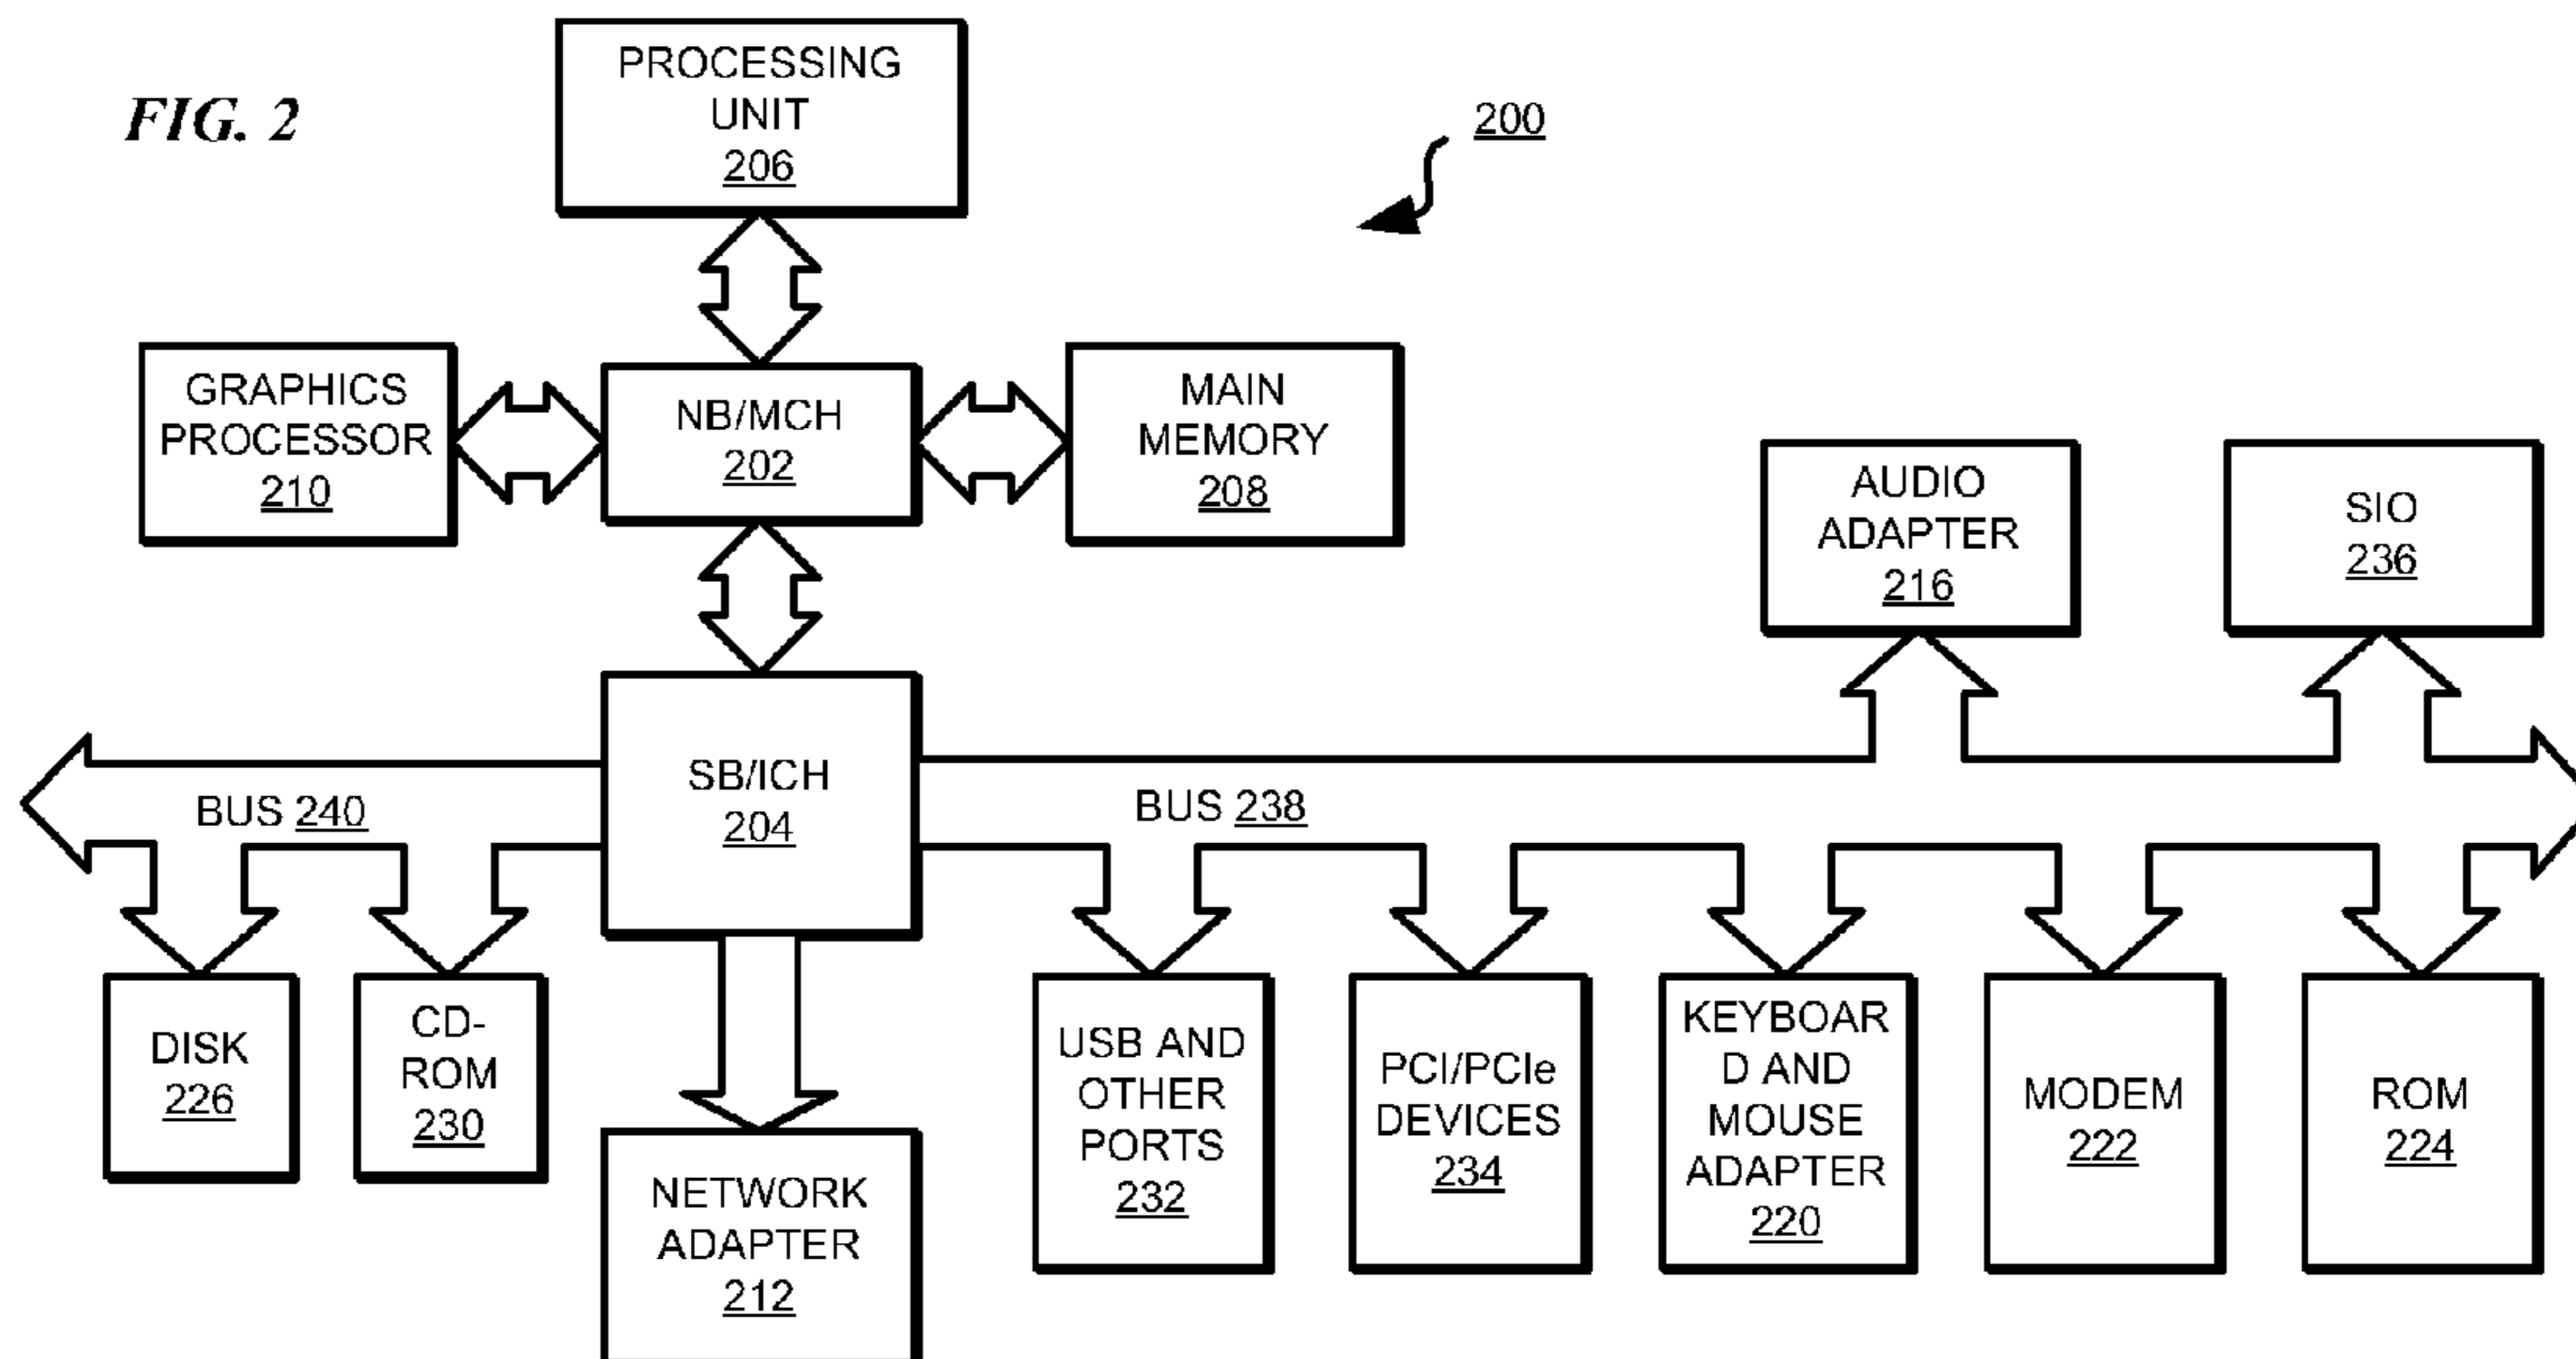 FIG. 2
PROCESSING
UNIT
206
200
GRAPHICS
PROCESSOR
210
NB/MCH
202
MAIN
MEMORY
208
AUDIO
ADAPTER
216
SIO
236
SB/ICH
204
BUS 240
BUS 238
DISK
226
CD-
ROM
230
NETWORK
ADAPTER
212
USB AND
OTHER
PORTS
232
PCI/PCIe
DEVICES
234
KEYBOAR
D AND
MOUSE
ADAPTER
220
MODEM
222
ROM
224